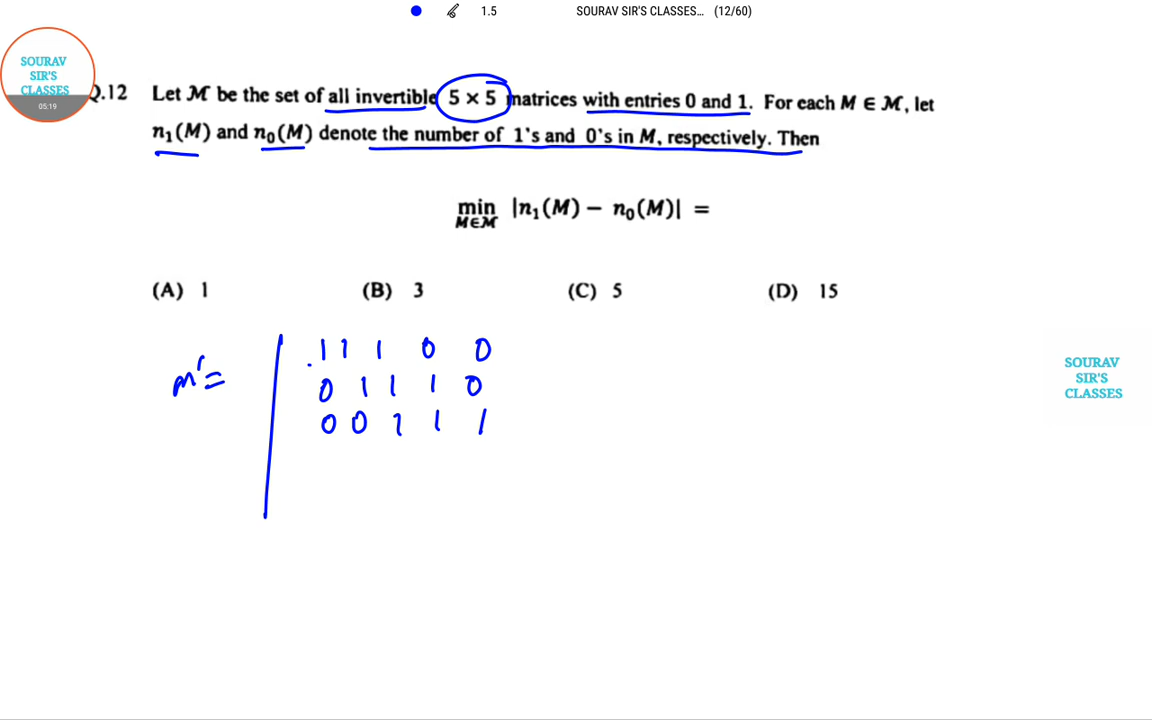 1.5 SOURAV SIR'S CLASSES... (12/60)
SOURAV
SIR'S
CLASSES
05:19
Q.12 Let M be the set of all invertible 5 × 5 matrices with entries 0 and 1. For each M ∈ M, let
n₁(M) and n₀(M) denote the number of 1's and 0's in M, respectively. Then
min |n₁(M) − n₀(M)| =
M∈M
(A) 1 (B) 3 (C) 5 (D) 15
1 1 1 0 0
M' = 0 1 1 1 0
0 0 1 1 1
SOURAV
SIR'S
CLASSES